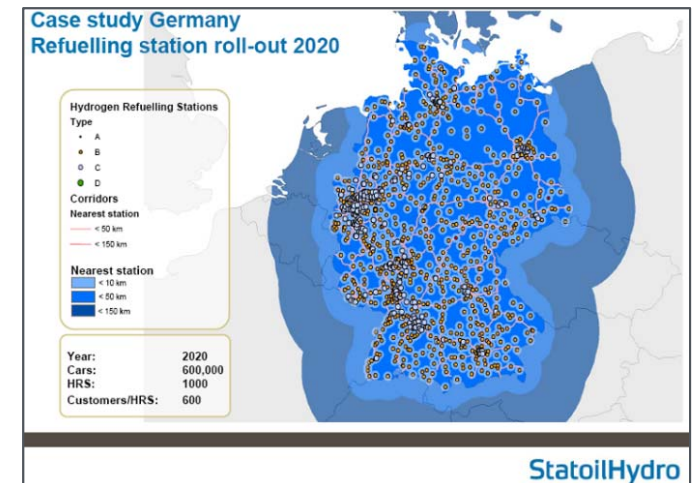 Case study Germany
Refuelling station roll-out 2020
Hydrogen Refuelling Stations
Type
A
B
C
D
Corridors
Nearest station
< 50 km
< 150 km
Nearest station
< 10 km
< 50 km
< 150 km
Year: 2020
Cars: 600,000
HRS: 1000
Customers/HRS: 600
StatoilHydro